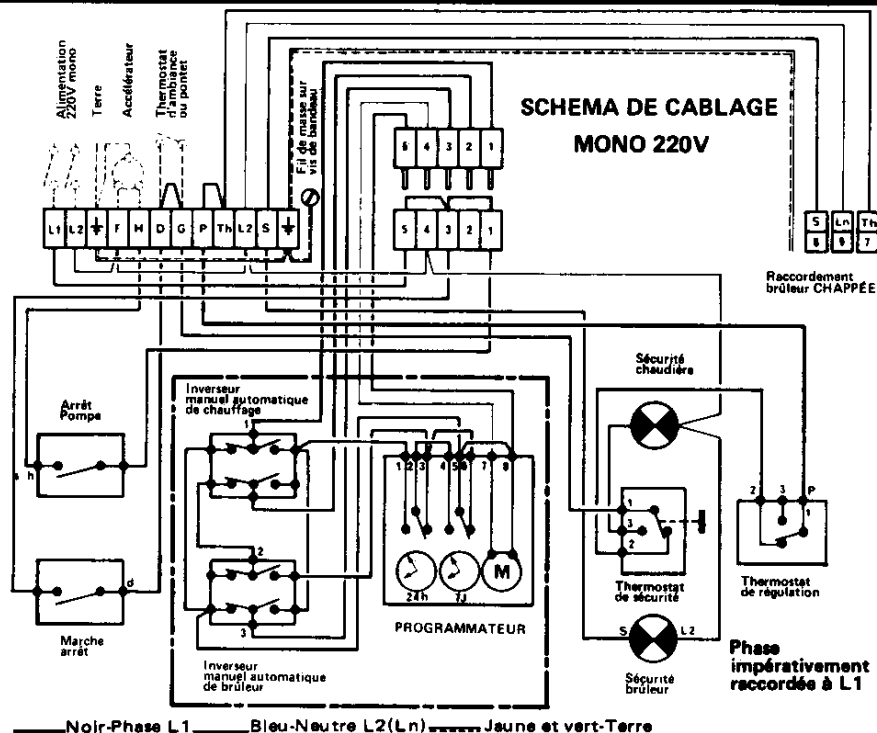 SCHEMA DE CABLAGE
MONO 220V
Alimentation
220V mono
Terre
Accélérateur
Thermostat
d'ambiance
ou pontet
Fil de masse sur
vis de bandeau
5 4 3 2 1
L1 L2 F H D G P Th L2 S
5 4 3 2 1
S Ln Th
8 9 7
Raccordement
brûleur CHAPPÉE
Arrêt
Pompe
h
Marche
arrêt
d
Inverseur
manuel automatique
de chauffage
1
2
3
Inverseur
manuel automatique
de brûleur
1 2 3 4 5 6 7 8
24h
7J
M
PROGRAMMATEUR
Sécurité
chaudière
1
3
2
Thermostat
de sécurité
2 3 P
1
Thermostat
de régulation
S L2
Sécurité
brûleur
Phase
impérativement
raccordée à L1
Noir-Phase L1 Bleu-Neutre L2(Ln) Jaune et vert-Terre